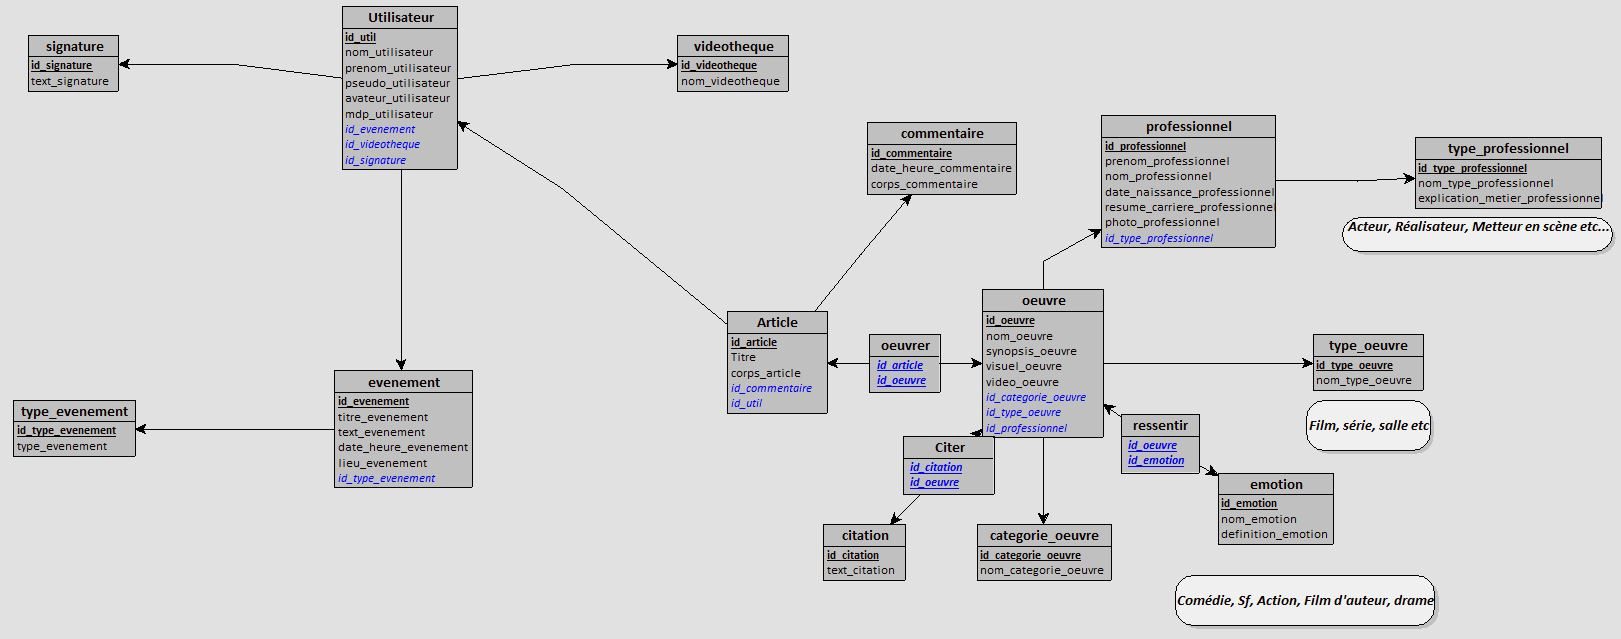 Utilisateur
id_util
nom_utilisateur
prenom_utilisateur
pseudo_utilisateur
avateur_utilisateur
mdp_utilisateur
id_evenement
id_videotheque
id_signature
signature
id_signature
text_signature
videotheque
id_videotheque
nom_videotheque
commentaire
id_commentaire
date_heure_commentaire
corps_commentaire
professionnel
id_professionnel
prenom_professionnel
nom_professionnel
date_naissance_professionnel
resume_carriere_professionnel
photo_professionnel
id_type_professionnel
type_professionnel
id_type_professionnel
nom_type_professionnel
explication_metier_professionnel
Acteur, Réalisateur, Metteur en scène etc...
oeuvre
id_oeuvre
nom_oeuvre
synopsis_oeuvre
visuel_oeuvre
video_oeuvre
id_categorie_oeuvre
id_type_oeuvre
id_professionnel
Article
id_article
Titre
corps_article
id_commentaire
id_util
oeuvrer
id_article
id_oeuvre
type_oeuvre
id_type_oeuvre
nom_type_oeuvre
Film, série, salle etc
evenement
id_evenement
titre_evenement
text_evenement
date_heure_evenement
lieu_evenement
id_type_evenement
type_evenement
id_type_evenement
type_evenement
ressentir
id_oeuvre
id_emotion
Citer
id_citation
id_oeuvre
emotion
id_emotion
nom_emotion
definition_emotion
citation
id_citation
text_citation
categorie_oeuvre
id_categorie_oeuvre
nom_categorie_oeuvre
Comédie, Sf, Action, Film d'auteur, drame